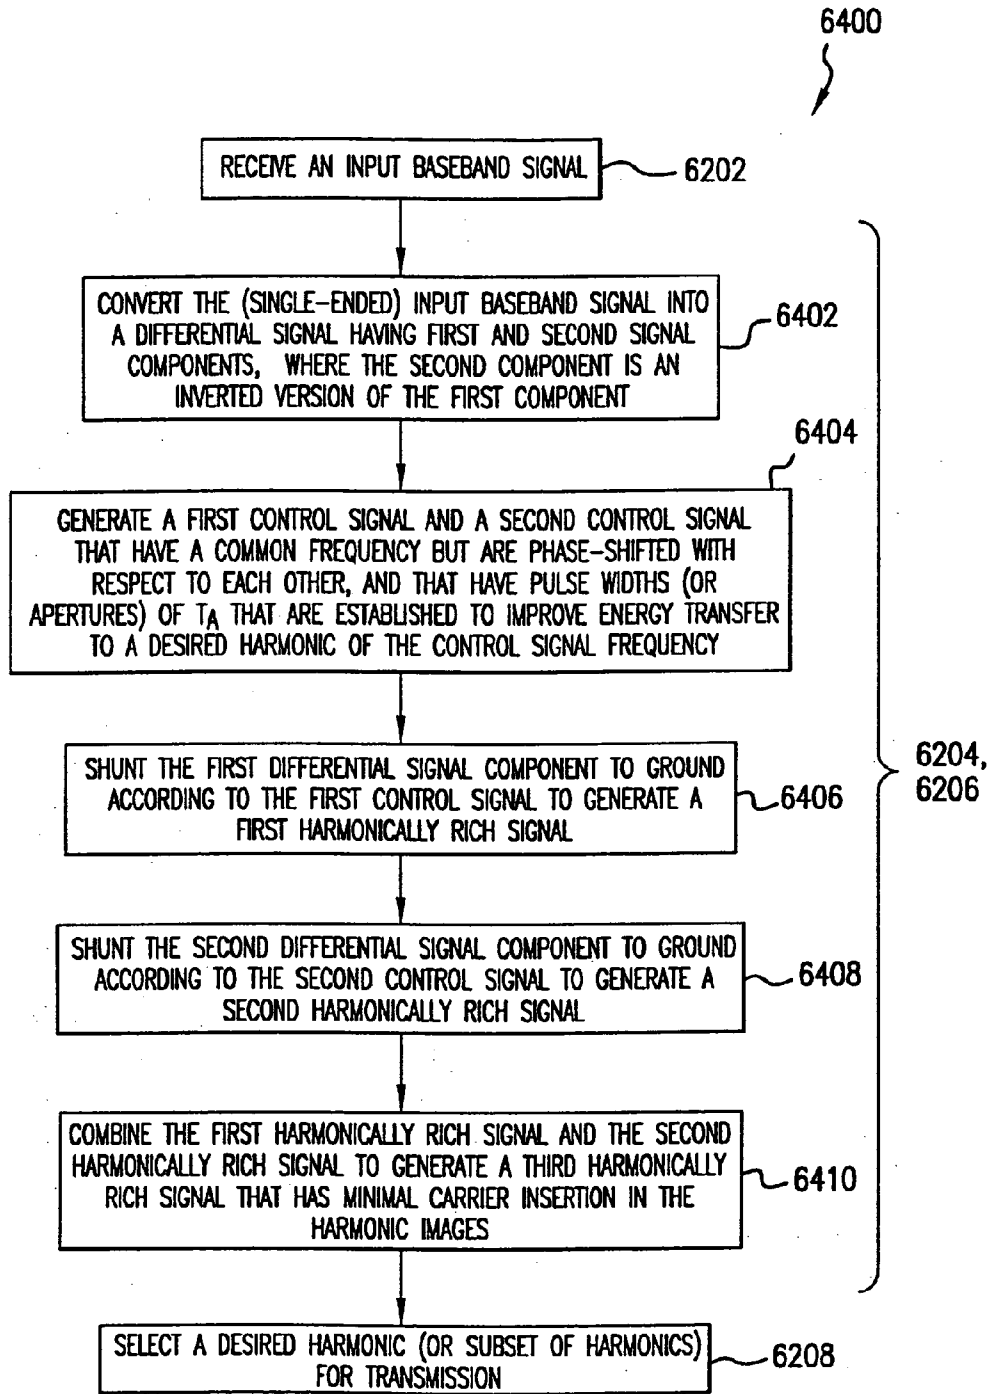 6400
RECEIVE AN INPUT BASEBAND SIGNAL
6202
CONVERT THE (SINGLE-ENDED) INPUT BASEBAND SIGNAL INTO
A DIFFERENTIAL SIGNAL HAVING FIRST AND SECOND SIGNAL
COMPONENTS, WHERE THE SECOND COMPONENT IS AN
INVERTED VERSION OF THE FIRST COMPONENT
6402
6404
GENERATE A FIRST CONTROL SIGNAL AND A SECOND CONTROL SIGNAL
THAT HAVE A COMMON FREQUENCY BUT ARE PHASE-SHIFTED WITH
RESPECT TO EACH OTHER, AND THAT HAVE PULSE WIDTHS (OR
APERTURES) OF TA THAT ARE ESTABLISHED TO IMPROVE ENERGY TRANSFER
TO A DESIRED HARMONIC OF THE CONTROL SIGNAL FREQUENCY
SHUNT THE FIRST DIFFERENTIAL SIGNAL COMPONENT TO GROUND
ACCORDING TO THE FIRST CONTROL SIGNAL TO GENERATE A
FIRST HARMONICALLY RICH SIGNAL
6406
6204,
6206
SHUNT THE SECOND DIFFERENTIAL SIGNAL COMPONENT TO GROUND
ACCORDING TO THE SECOND CONTROL SIGNAL TO GENERATE A
SECOND HARMONICALLY RICH SIGNAL
6408
COMBINE THE FIRST HARMONICALLY RICH SIGNAL AND THE SECOND
HARMONICALLY RICH SIGNAL TO GENERATE A THIRD HARMONICALLY
RICH SIGNAL THAT HAS MINIMAL CARRIER INSERTION IN THE
HARMONIC IMAGES
6410
SELECT A DESIRED HARMONIC (OR SUBSET OF HARMONICS)
FOR TRANSMISSION
6208